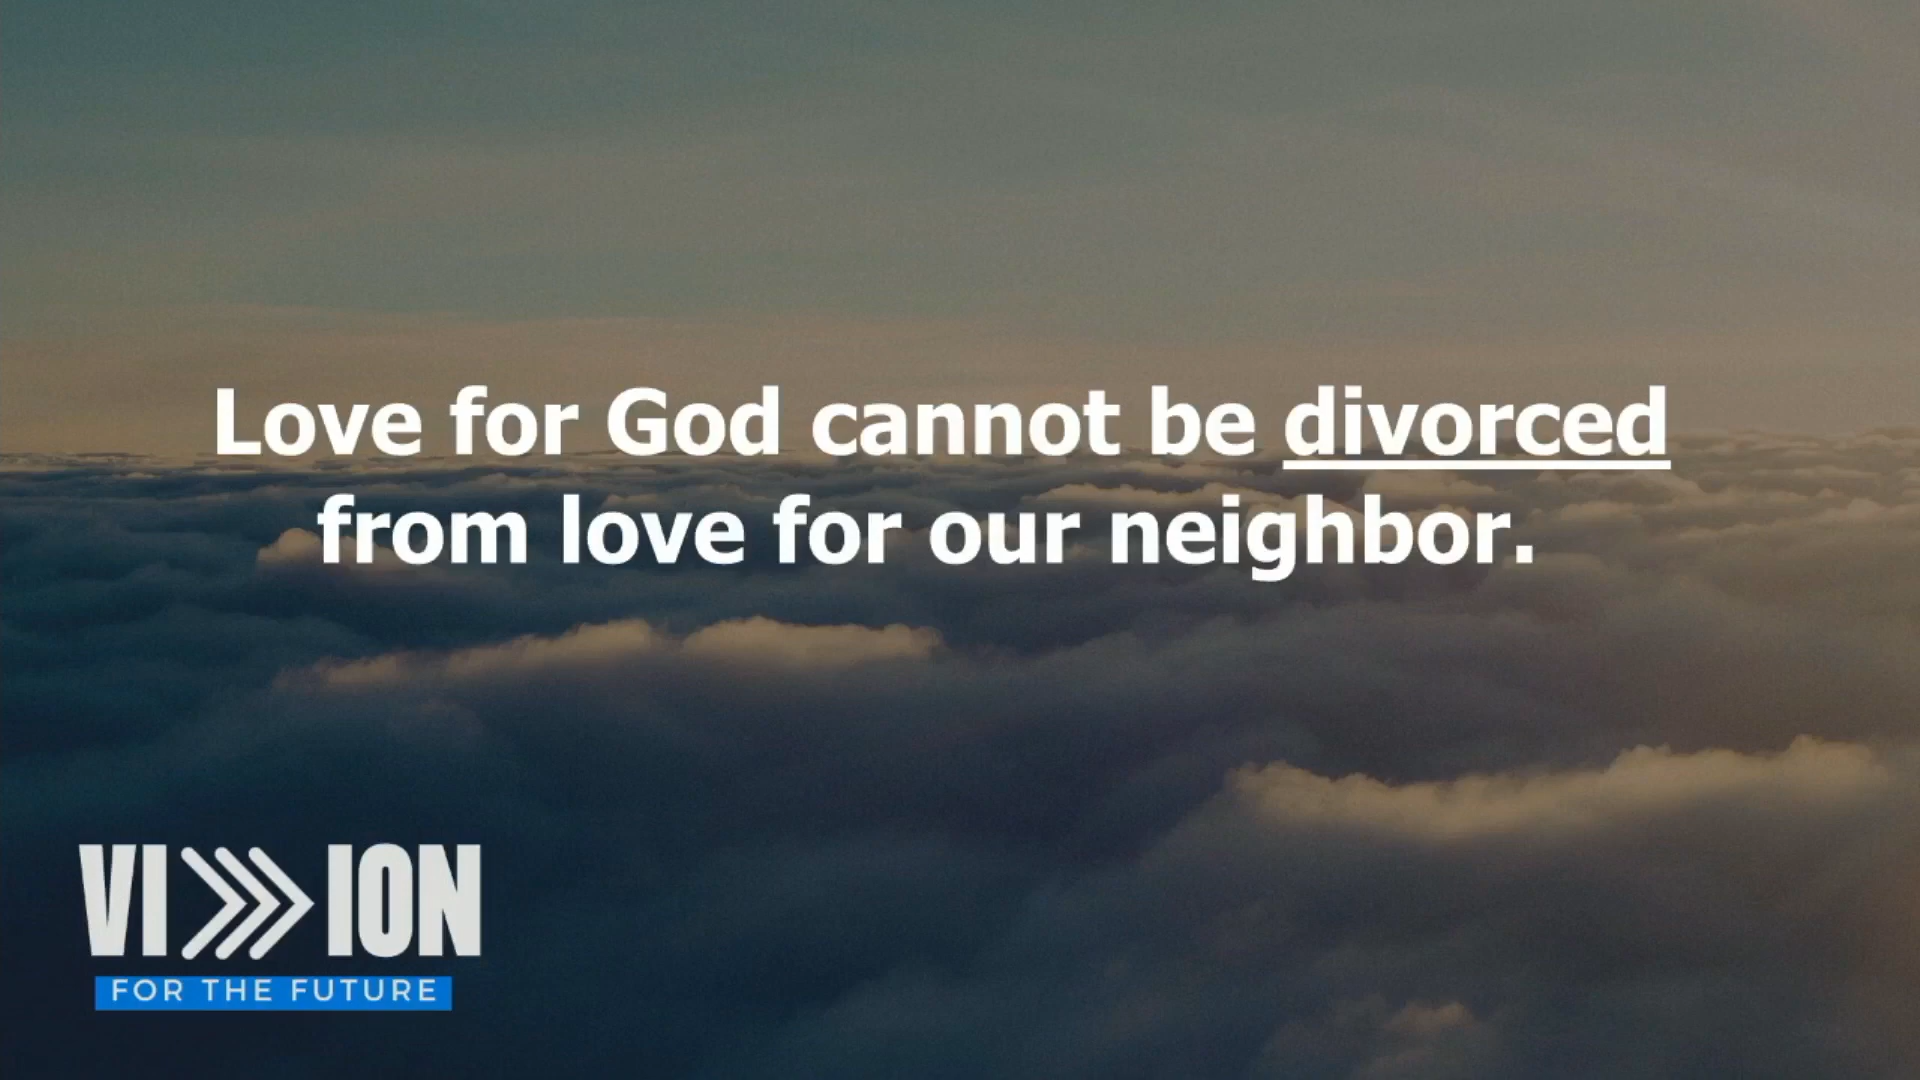 Love for God cannot be divorced
from love for our neighbor.
VI ION
FOR THE FUTURE